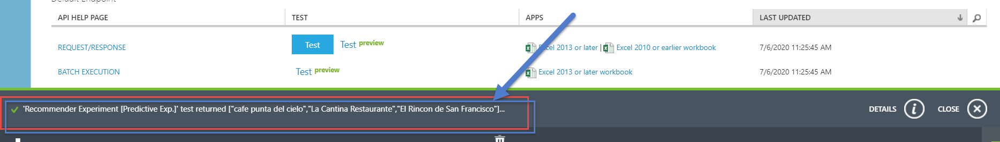 Default Endpoint
API HELP PAGE TEST APPS LAST UPDATED
REQUEST/RESPONSE Test Test preview Excel 2013 or later | Excel 2010 or earlier workbook 7/6/2020 11:25:45 AM
BATCH EXECUTION Test preview Excel 2013 or later workbook 7/6/2020 11:25:45 AM
'Recommender Experiment [Predictive Exp.]' test returned ["cafe punta del cielo","La Cantina Restaurante","El Rincon de San Francisco"]... DETAILS i CLOSE